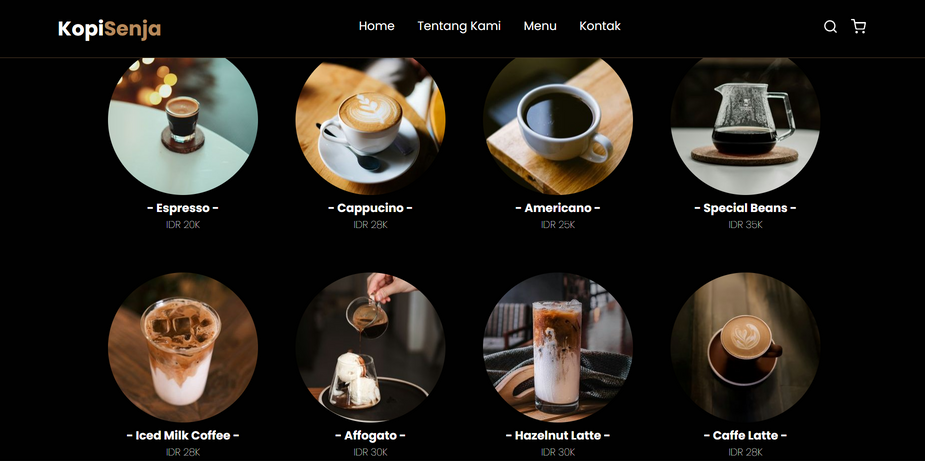 KopiSenja
Home Tentang Kami Menu Kontak
- Espresso - - Cappucino - - Americano - - Special Beans -
IDR 20K IDR 28K IDR 25K IDR 35K
- Iced Milk Coffee - - Affogato - - Hazelnut Latte - - Caffe Latte -
IDR 28K IDR 30K IDR 30K IDR 28K